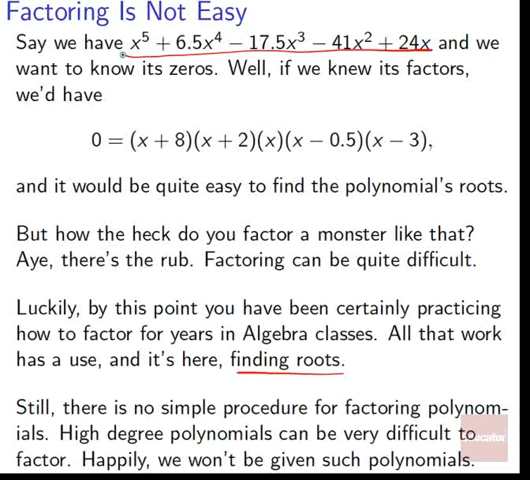 Factoring Is Not Easy
Say we have x⁵ + 6.5x⁴ − 17.5x³ − 41x² + 24x and we
want to know its zeros. Well, if we knew its factors,
we'd have
0 = (x + 8)(x + 2)(x)(x − 0.5)(x − 3),
and it would be quite easy to find the polynomial's roots.
But how the heck do you factor a monster like that?
Aye, there's the rub. Factoring can be quite difficult.
Luckily, by this point you have been certainly practicing
how to factor for years in Algebra classes. All that work
has a use, and it's here, finding roots.
Still, there is no simple procedure for factoring polynom-
ials. High degree polynomials can be very difficult to
factor. Happily, we won't be given such polynomials.